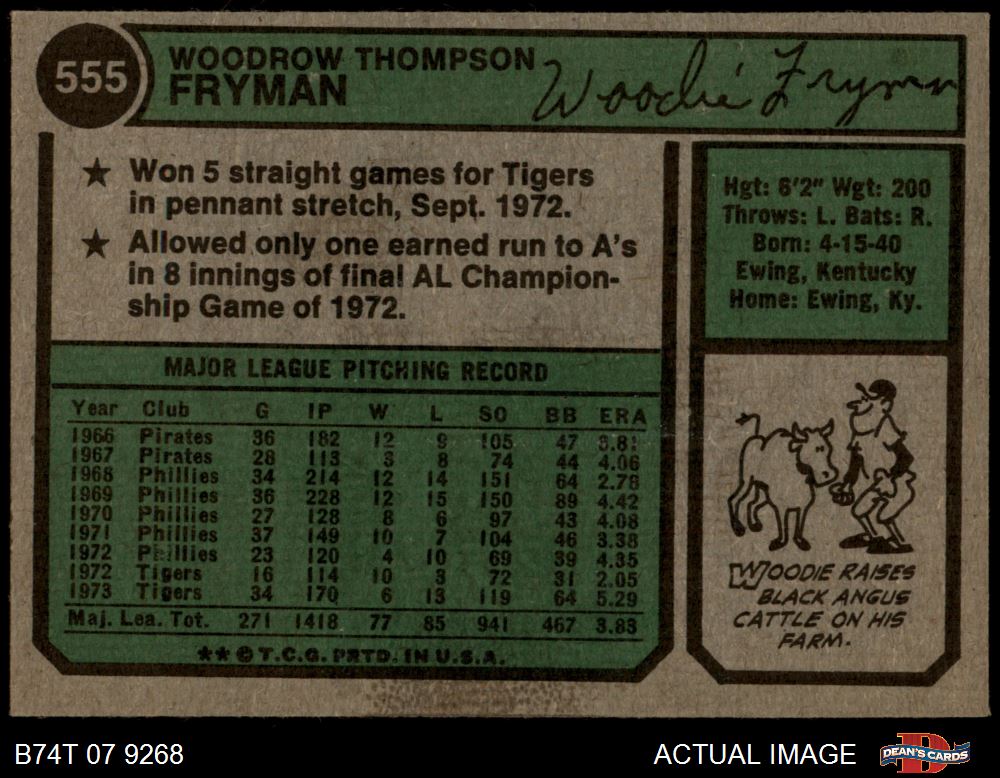 555
WOODROW THOMPSON
FRYMAN
Woodie Fryman
★ Won 5 straight games for Tigers
in pennant stretch, Sept. 1972.
★ Allowed only one earned run to A's
in 8 innings of final AL Champion-
ship Game of 1972.
Hgt: 6'2" Wgt: 200
Throws: L. Bats: R.
Born: 4-15-40
Ewing, Kentucky
Home: Ewing, Ky.
MAJOR LEAGUE PITCHING RECORD
Year Club G IP W L SO BB ERA
1966 Pirates 36 182 12 9 105 47 3.81
1967 Pirates 28 113 3 8 74 44 4.06
1968 Phillies 34 214 12 14 151 64 2.78
1969 Phillies 36 228 12 15 150 89 4.42
1970 Phillies 27 128 8 6 97 43 4.08
1971 Phillies 37 149 10 7 104 46 3.38
1972 Phillies 23 120 4 10 69 39 4.35
1972 Tigers 16 114 10 3 72 31 2.05
1973 Tigers 34 170 6 13 119 64 5.29
Maj. Lea. Tot. 271 1418 77 85 941 467 3.83
★★ © T.C.G. PRTD. IN U.S.A.
WOODIE RAISES
BLACK ANGUS
CATTLE ON HIS
FARM.
B74T 07 9268
ACTUAL IMAGE
DEAN'S CARDS